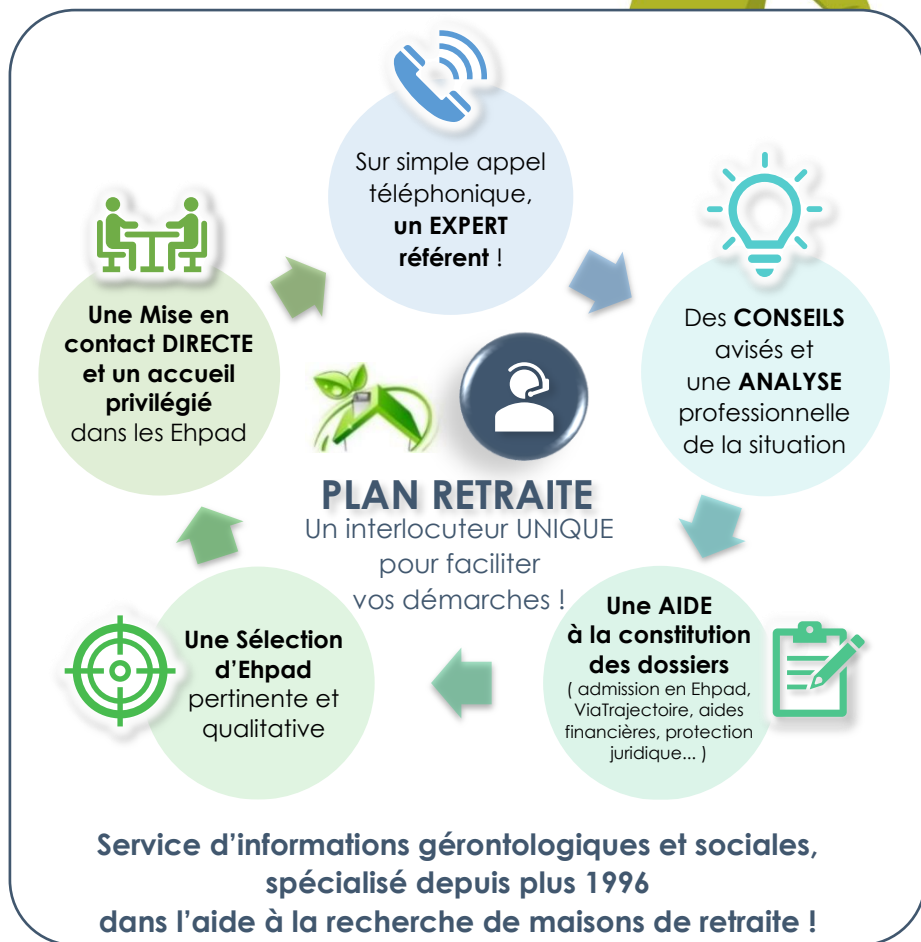 Sur simple appel
téléphonique,
un EXPERT
référent !
Des CONSEILS
avisés et
une ANALYSE
professionnelle
de la situation
Une AIDE
à la constitution
des dossiers
( admission en Ehpad,
ViaTrajectoire, aides
financières, protection
juridique... )
Une Sélection
d'Ehpad
pertinente et
qualitative
Une Mise en
contact DIRECTE
et un accueil
privilégié
dans les Ehpad
PLAN RETRAITE
Un interlocuteur UNIQUE
pour faciliter
vos démarches !
Service d'informations gérontologiques et sociales,
spécialisé depuis plus 1996
dans l'aide à la recherche de maisons de retraite !